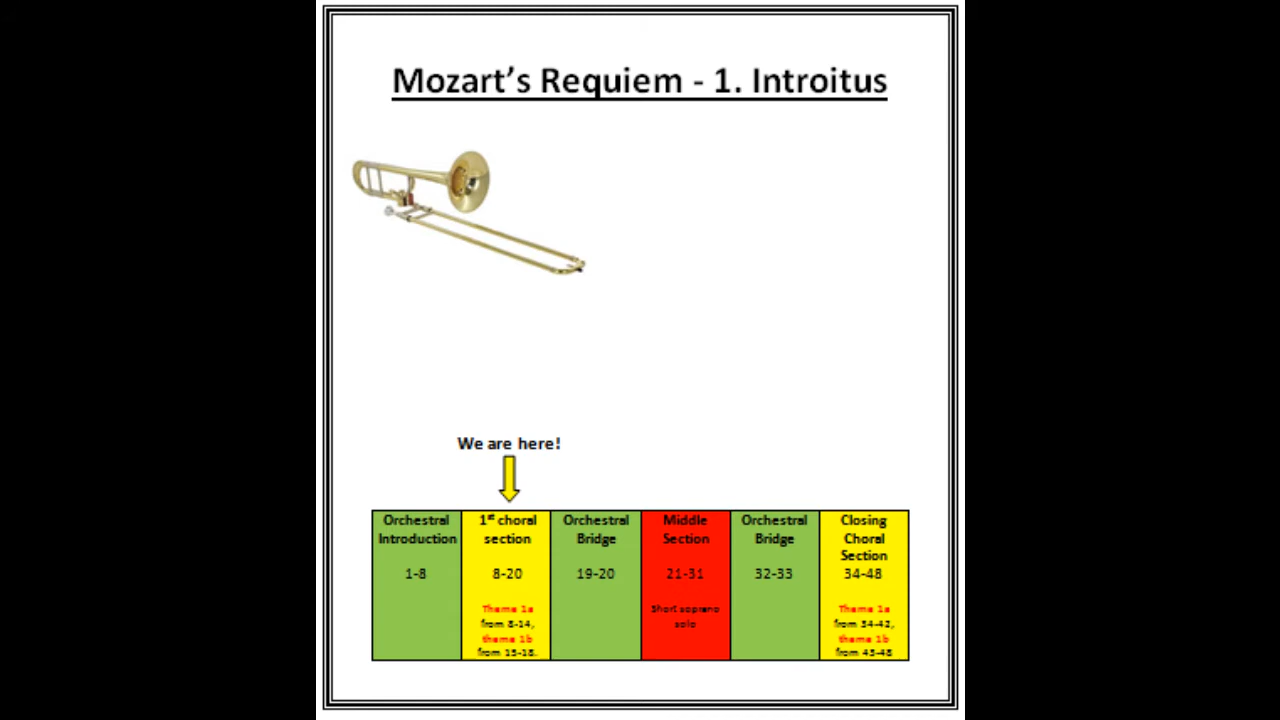 Mozart's Requiem - 1. Introitus
We are here!
Orchestral Introduction
1-8
1st choral section
8-20
Theme 1a from 8-14, theme 1b from 15-18.
Orchestral Bridge
19-20
Middle Section
21-31
Short soprano solo
Orchestral Bridge
32-33
Closing Choral Section
34-48
Theme 1a from 34-42, theme 1b from 43-48